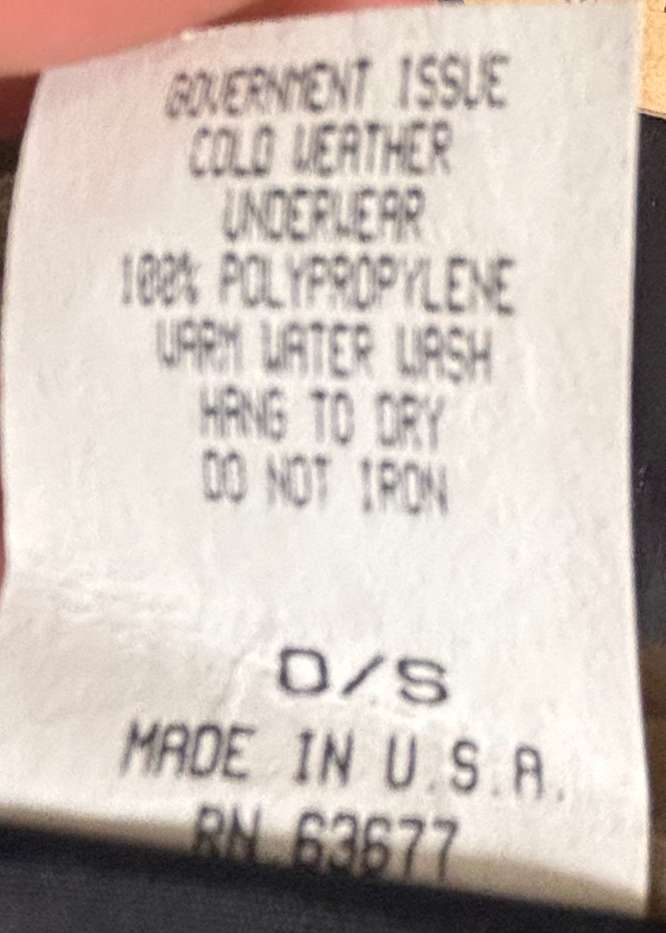 GOVERNMENT ISSUE
COLD WEATHER
UNDERWEAR
100% POLYPROPYLENE
WARM WATER WASH
HANG TO DRY
DO NOT IRON
O/S
MADE IN U.S.A.
RN 63677